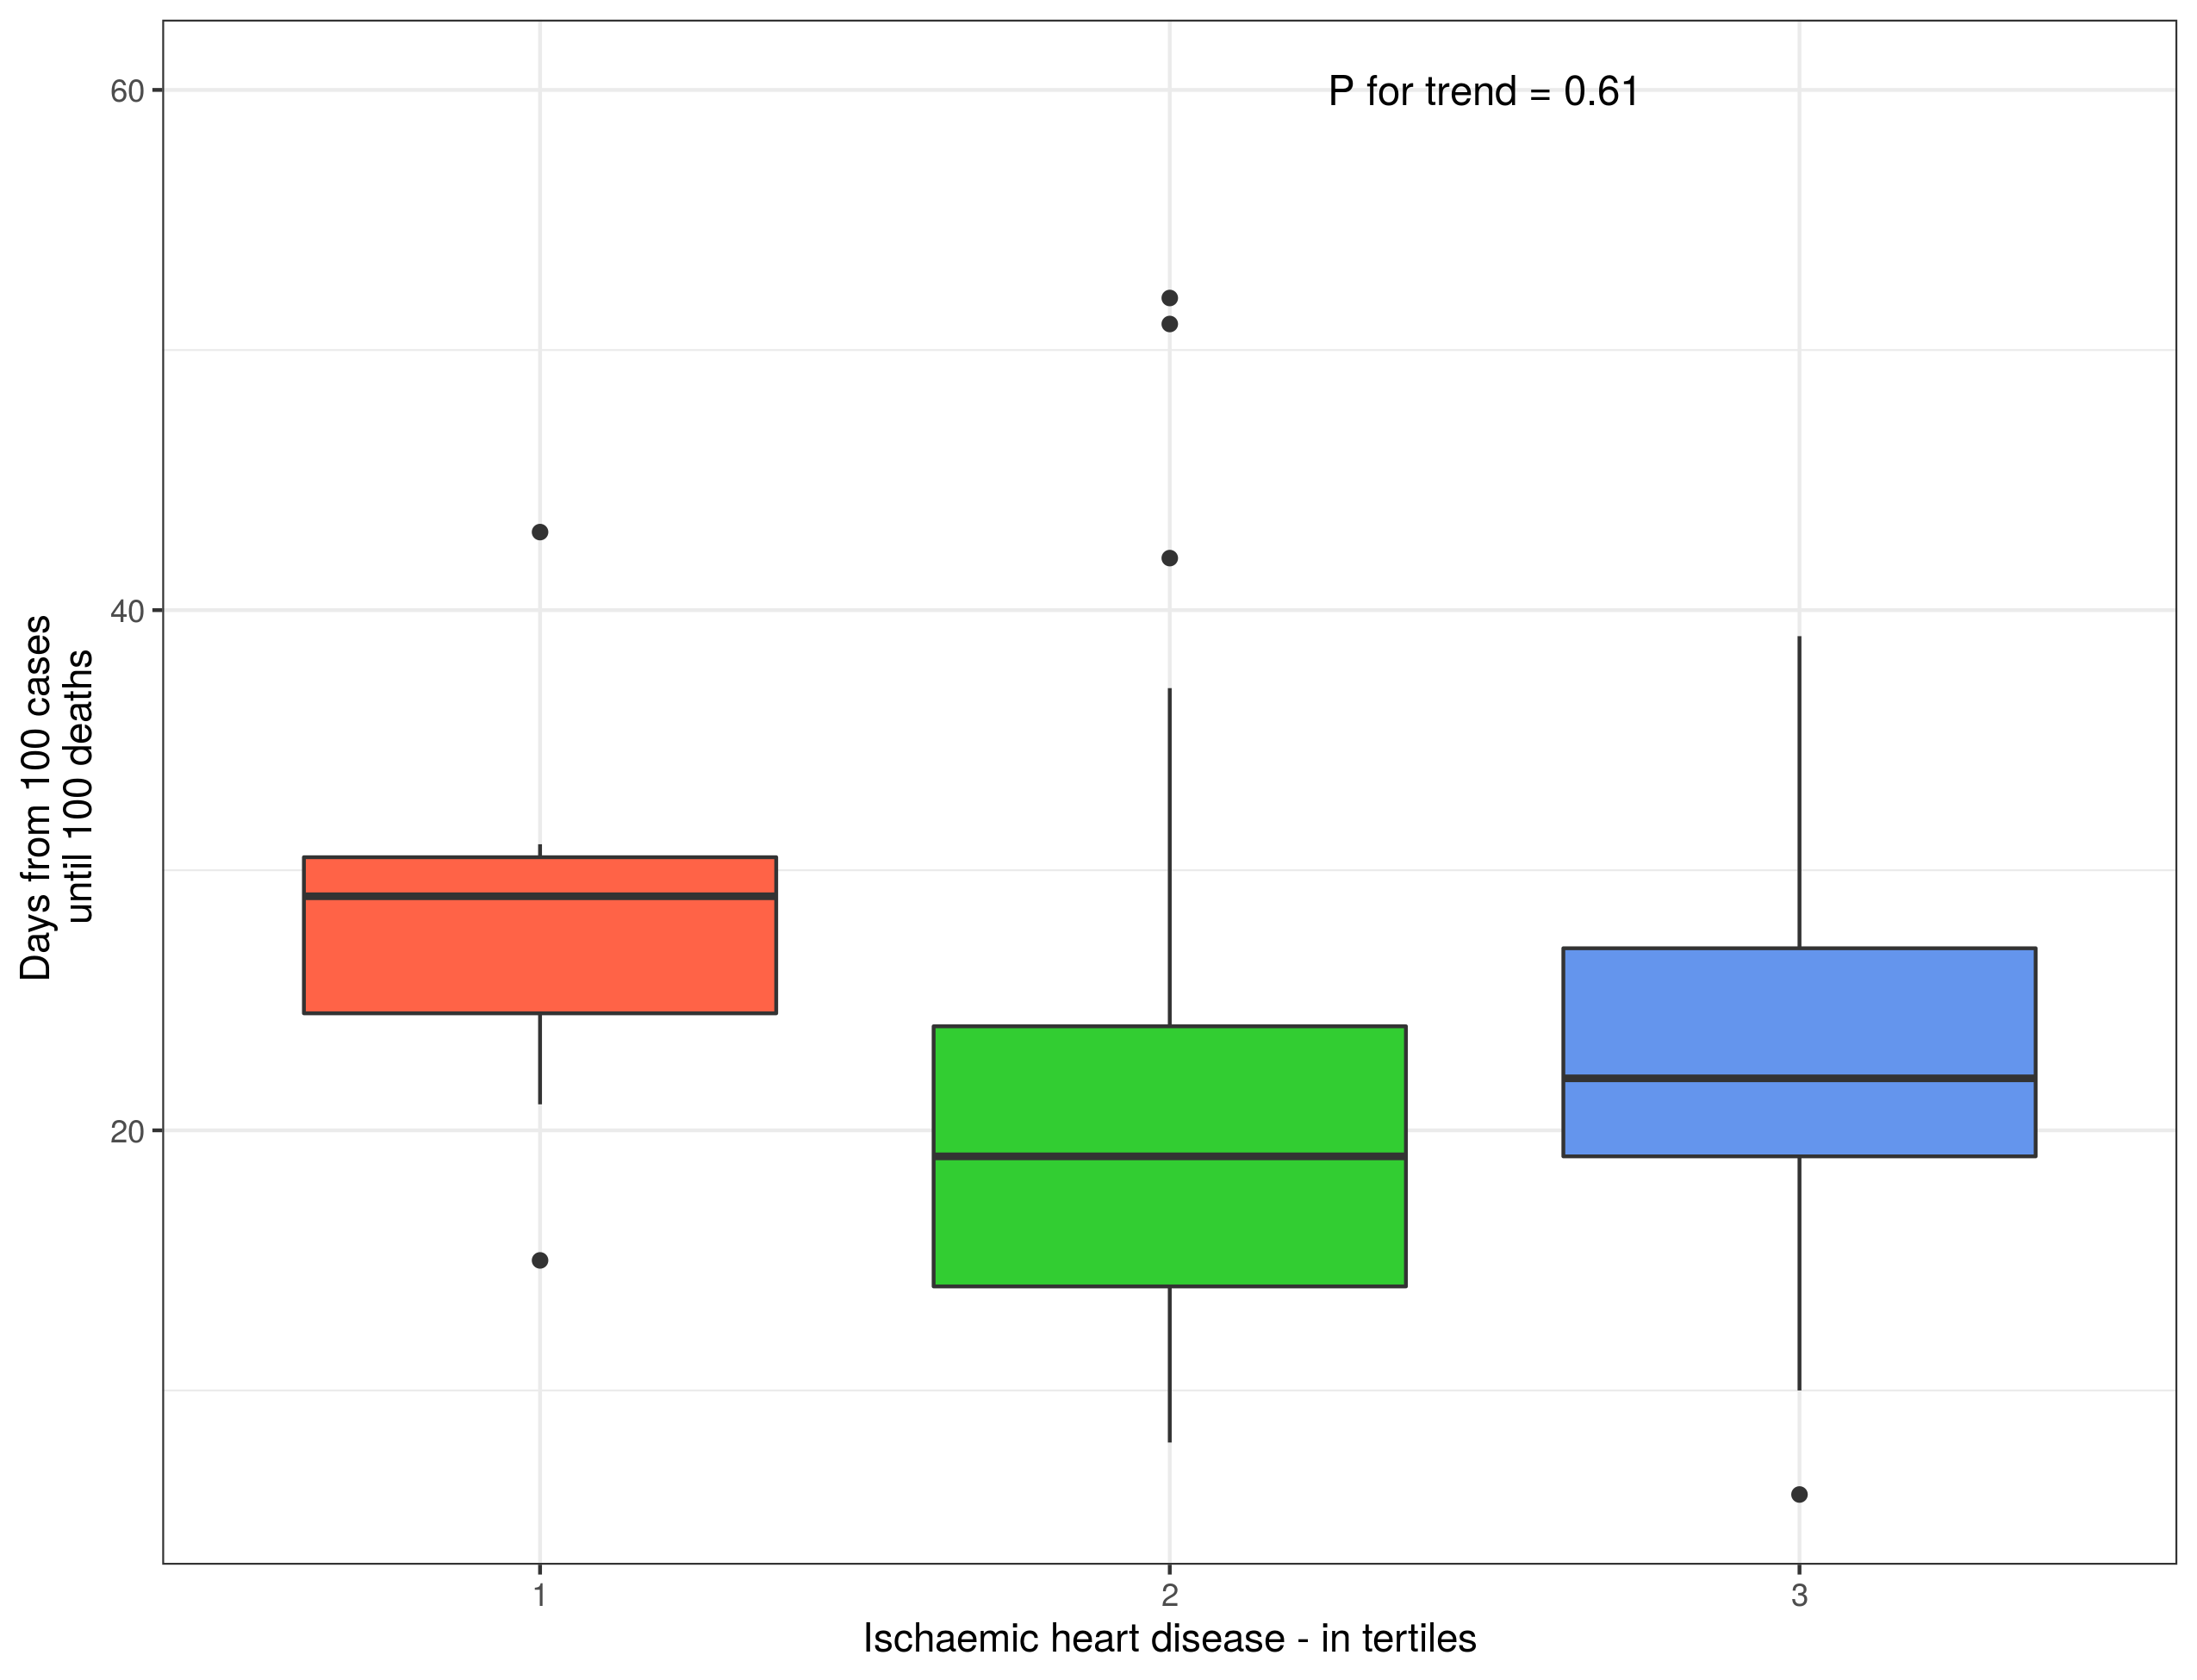 P for trend = 0.61
60
40
20
Days from 100 cases
until 100 deaths
1
2
3
Ischaemic heart disease - in tertiles